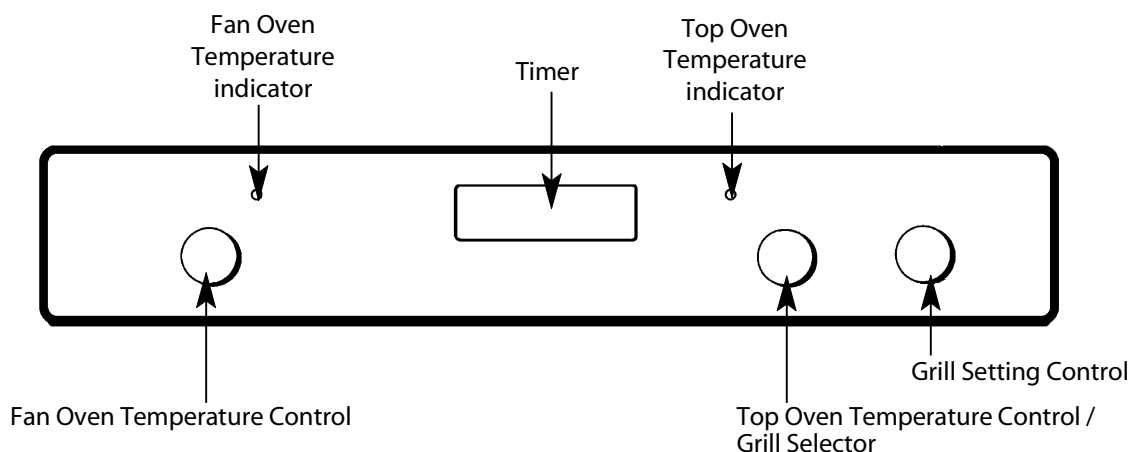 Fan Oven
Temperature
indicator
Timer
Top Oven
Temperature
indicator
Fan Oven Temperature Control
Top Oven Temperature Control /
Grill Selector
Grill Setting Control